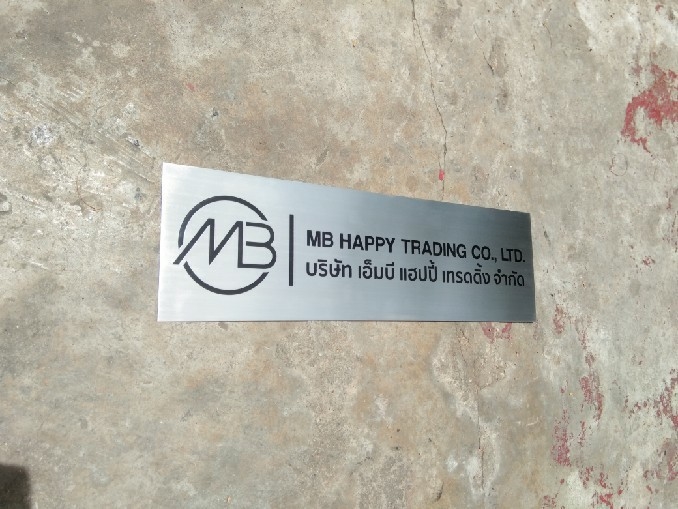 MB
MB HAPPY TRADING CO., LTD.
บริษัท เอ็มบี แฮปปี้ เทรดดิ้ง จำกัด